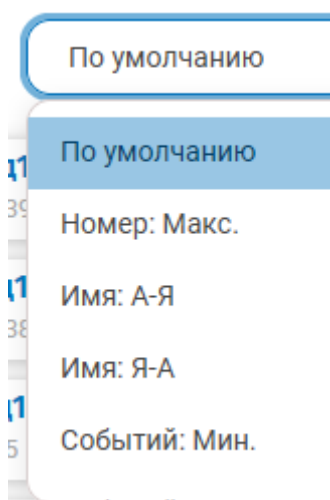 По умолчанию
По умолчанию
Номер: Макс.
Имя: А-Я
Имя: Я-А
Событий: Мин.